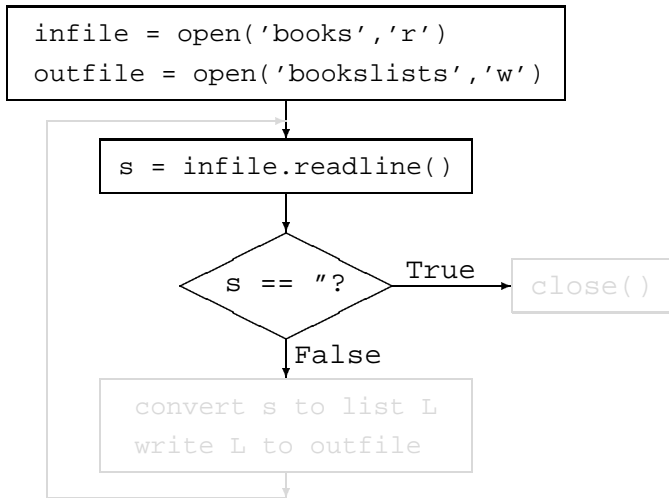 infile = open('books','r')
outfile = open('bookslists','w')
s = infile.readline()
s == ''?
True
close()
False
convert s to list L
write L to outfile